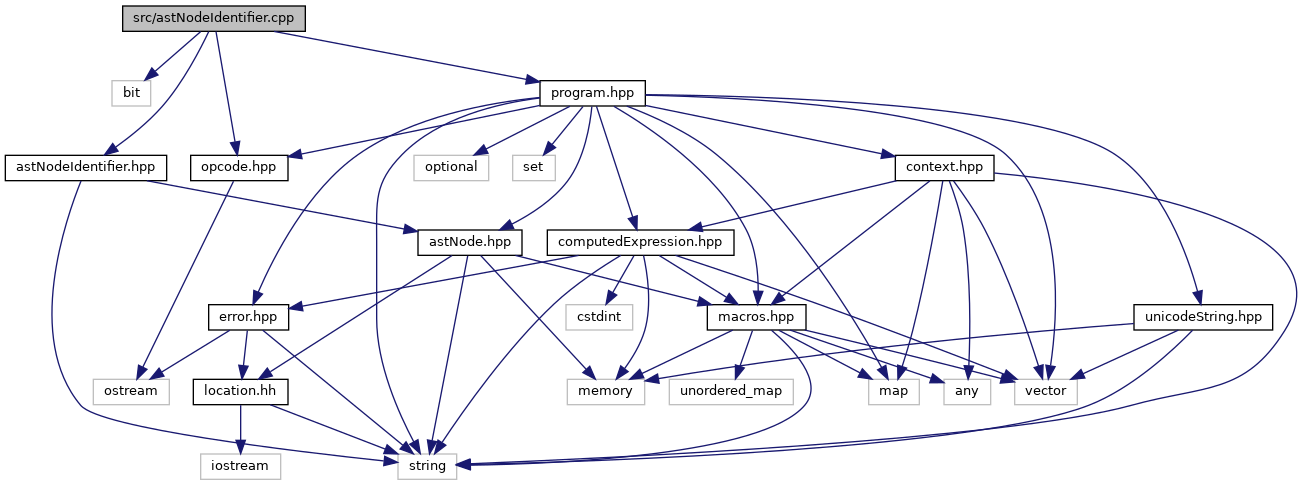 src/astNodeIdentifier.cpp
bit
program.hpp
astNodeIdentifier.hpp
opcode.hpp
optional
set
context.hpp
astNode.hpp
computedExpression.hpp
error.hpp
cstdint
macros.hpp
unicodeString.hpp
ostream
location.hh
memory
unordered_map
map
any
vector
iostream
string